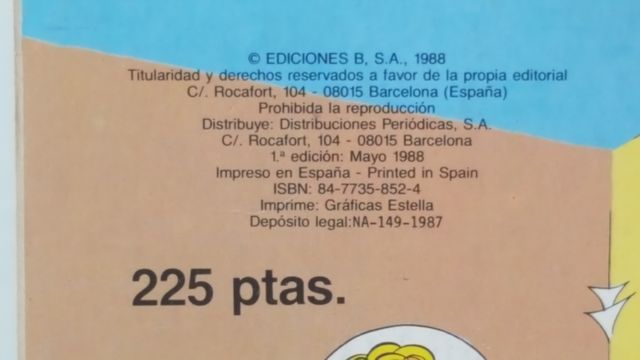 © EDICIONES B, S.A., 1988
Titularidad y derechos reservados a favor de la propia editorial
C/. Rocafort, 104 - 08015 Barcelona (España)
Prohibida la reproducción
Distribuye: Distribuciones Periódicas, S.A.
C/. Rocafort, 104 - 08015 Barcelona
1.ª edición: Mayo 1988
Impreso en España - Printed in Spain
ISBN: 84-7735-852-4
Imprime: Gráficas Estella
Depósito legal:NA-149-1987
225 ptas.